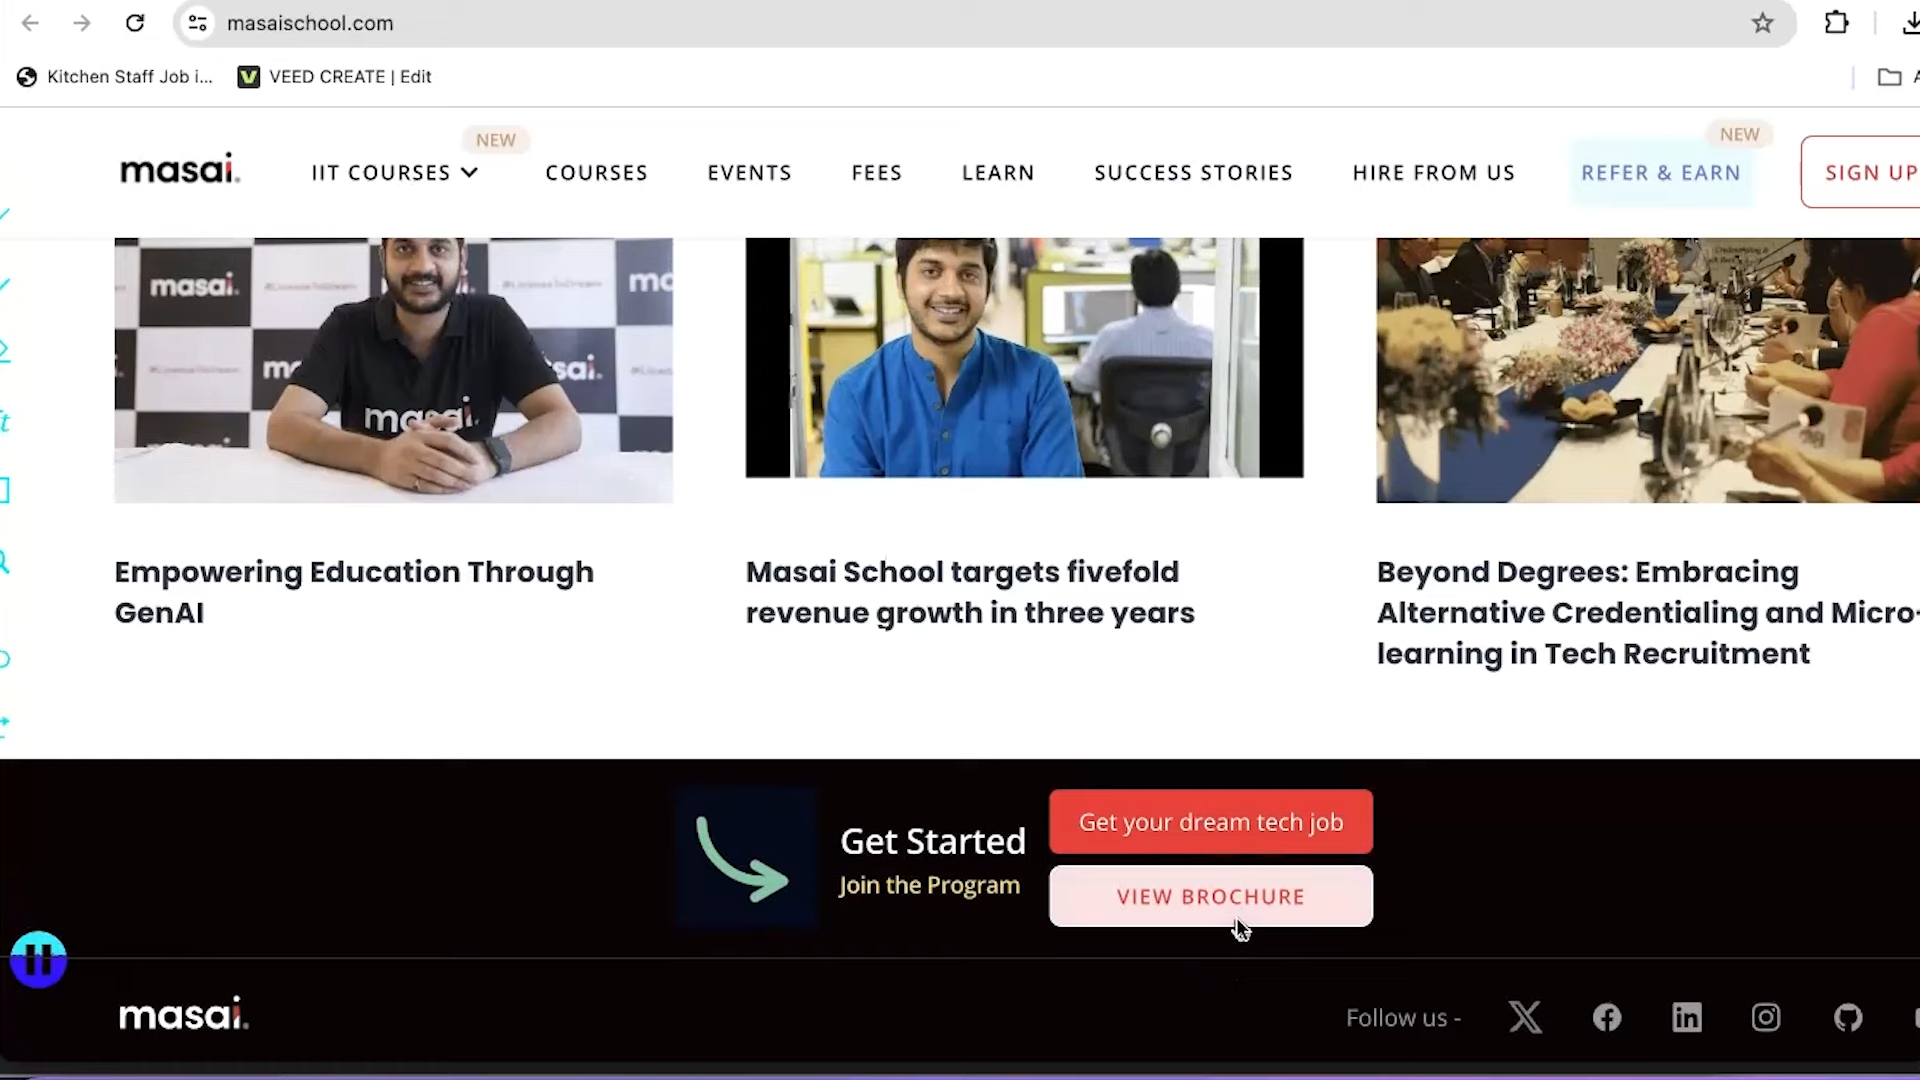 masaischool.com
Kitchen Staff Job i...
VEED CREATE | Edit
NEW
NEW
masai.
IIT COURSES
COURSES
EVENTS
FEES
LEARN
SUCCESS STORIES
HIRE FROM US
REFER & EARN
SIGN UP
masai.
masai.
Empowering Education Through
GenAI
Masai School targets fivefold
revenue growth in three years
Beyond Degrees: Embracing
Alternative Credentialing and Micro-
learning in Tech Recruitment
Get Started
Join the Program
Get your dream tech job
VIEW BROCHURE
masai.
Follow us -